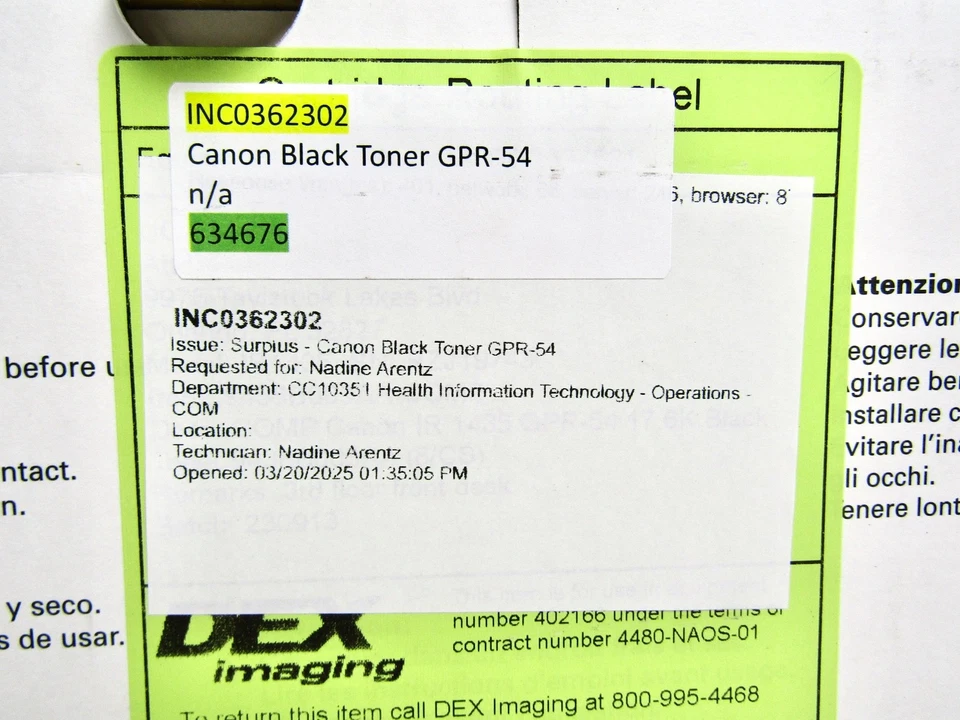 Label
INC0362302
Canon Black Toner GPR-54
n/a
634676
, browser: 8
INC0362302
Issue: Surplus - Canon Black Toner GPR-54
Requested for: Nadine Arentz
Department: CC10351 Health Information Technology - Operations -
COM
Location:
Technician: Nadine Arentz
Opened: 03/20/2025 01:35:05 PM
DEX
imaging
number 402166 under the terms of
contract number 4480-NAOS-01
To return this item call DEX Imaging at 800-995-4468
before
ntact.
n.
y seco.
s de usar.
Attenzion
onservar
eggere le
gitare be
nstallare c
vitare l'in
li occhi.
enere lont